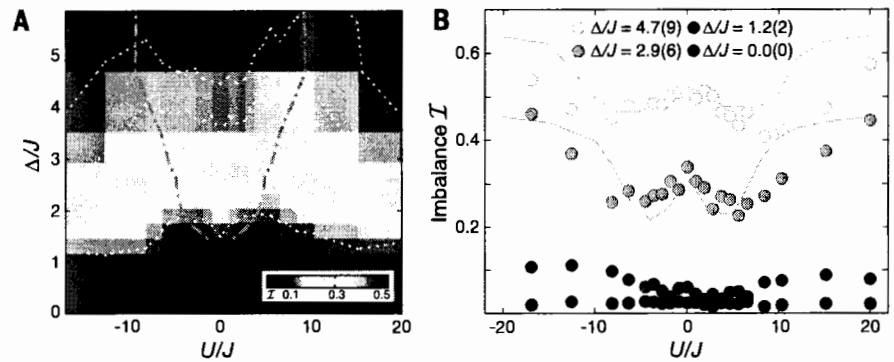 A
B
5
4
3
2
1
0
Δ/J
-10
0
10
20
U/J
I 0.1 0.3 0.5
0.6
0.4
0.2
Imbalance I
Δ/J = 4.7(9) Δ/J = 1.2(2)
Δ/J = 2.9(6) Δ/J = 0.0(0)
-20
-10
0
10
20
U/J